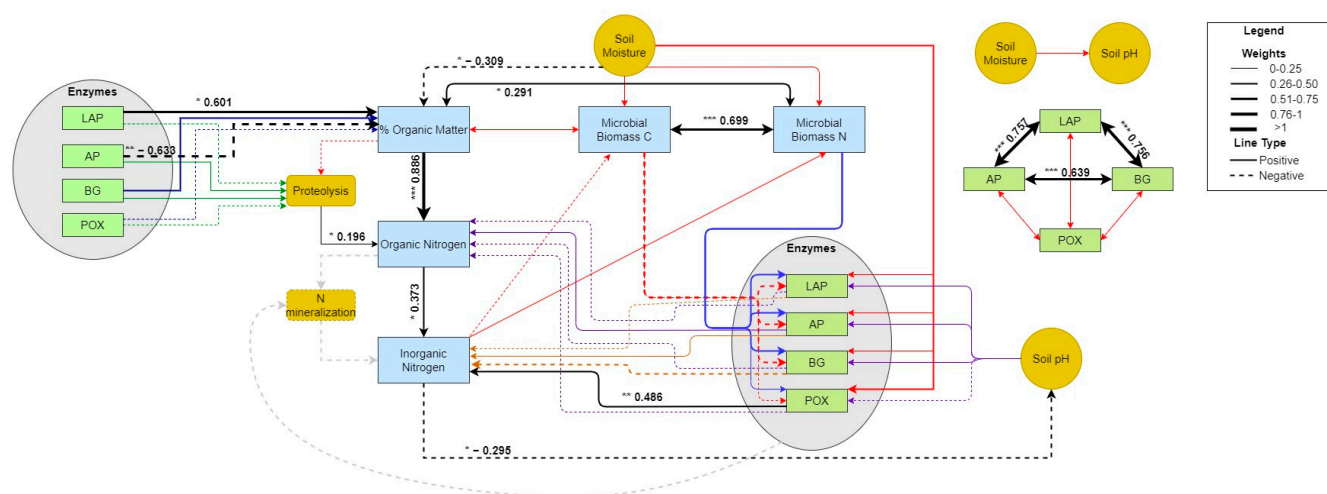 Enzymes
LAP
AP
BG
POX
* 0.601
** – 0.633
Proteolysis
* 0.196
N
mineralization
* – 0.309
Soil
Moisture
* 0.291
% Organic Matter
Microbial
Biomass C
*** 0.699
Microbial
Biomass N
*** 0.886
Organic Nitrogen
* 0.373
Inorganic
Nitrogen
** 0.486
* – 0.295
Enzymes
LAP
AP
BG
POX
Soil pH
Soil
Moisture
Soil pH
LAP
*** 0.757
*** 0.756
AP
*** 0.639
BG
POX
Legend
Weights
0-0.25
0.26-0.50
0.51-0.75
0.76-1
>1
Line Type
Positive
Negative